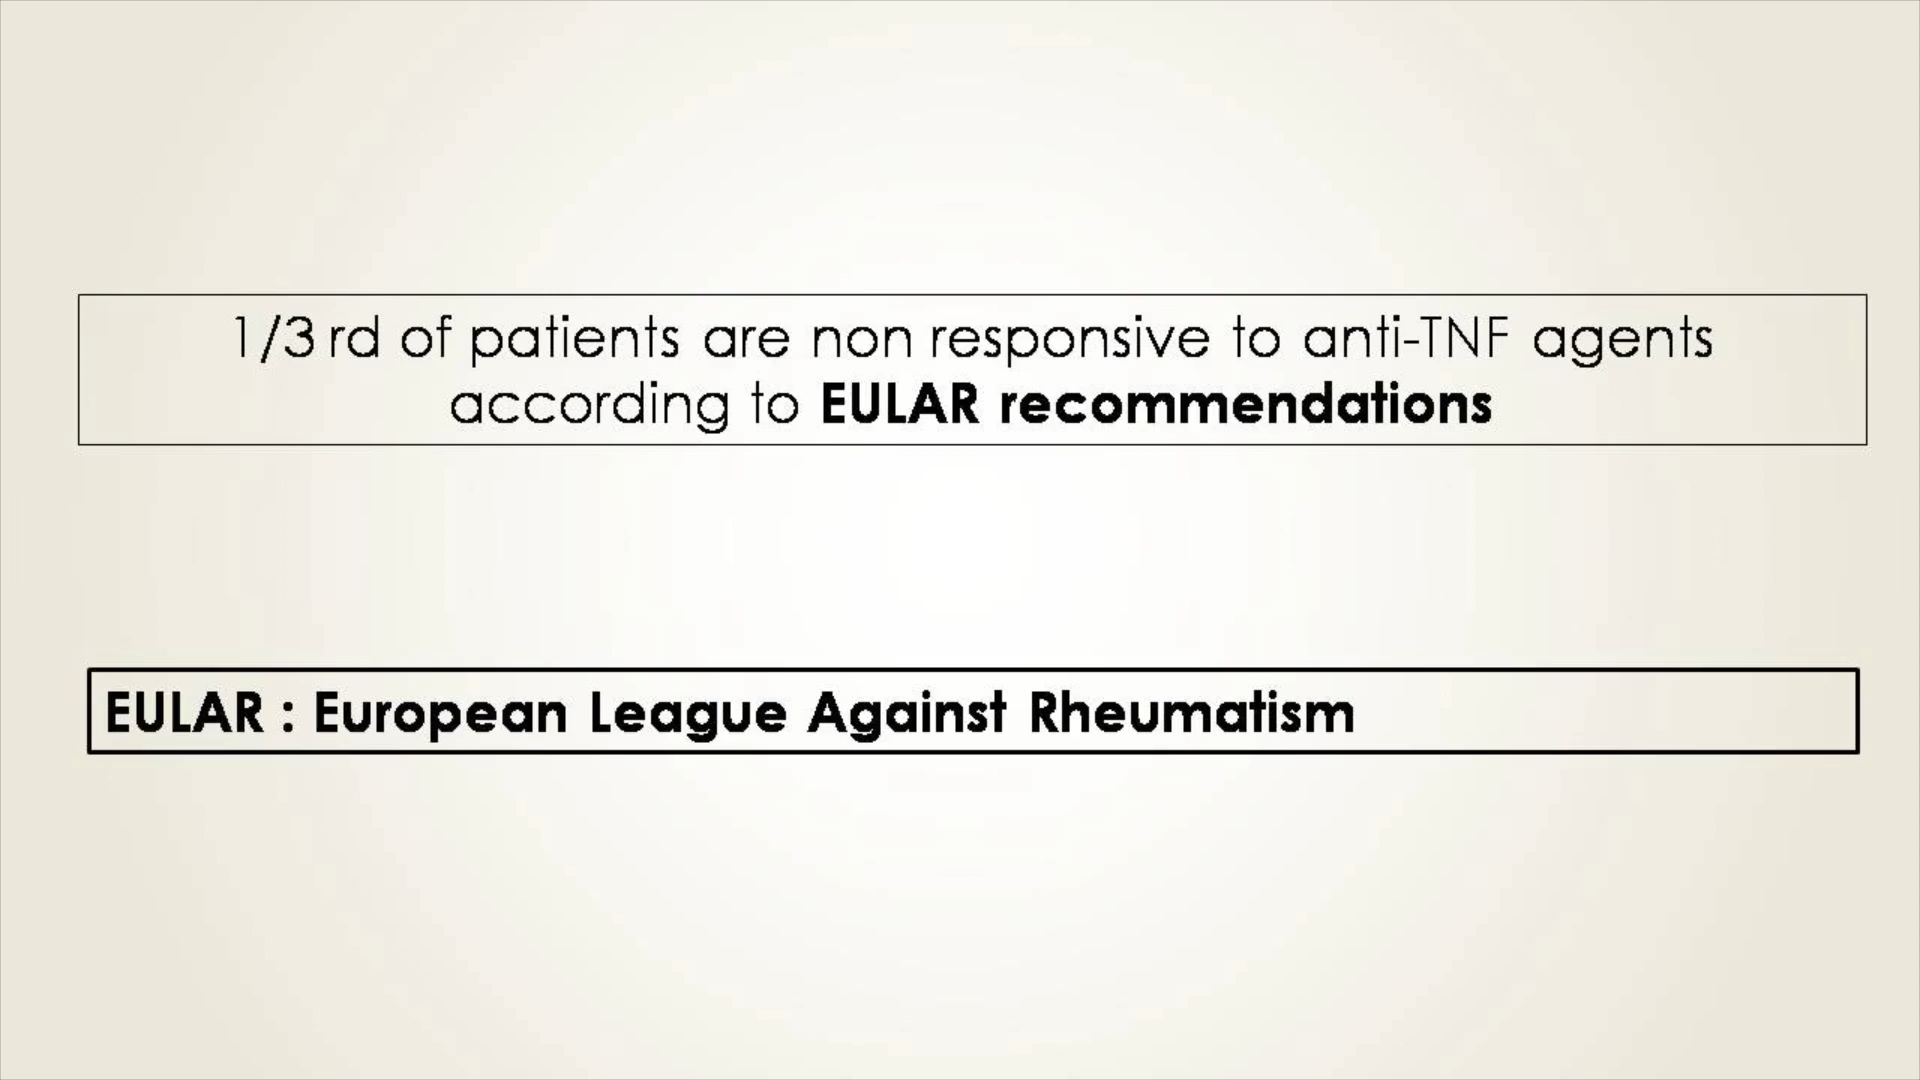 1/3 rd of patients are non responsive to anti-TNF agents
according to EULAR recommendations
EULAR : European League Against Rheumatism